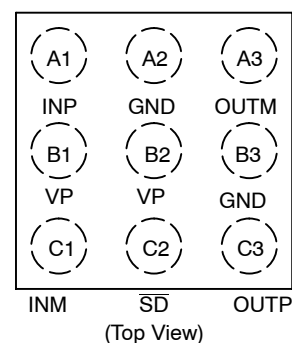 A1 A2 A3
INP GND OUTM
B1 B2 B3
VP VP GND
C1 C2 C3
INM S̅D̅ OUTP
(Top View)